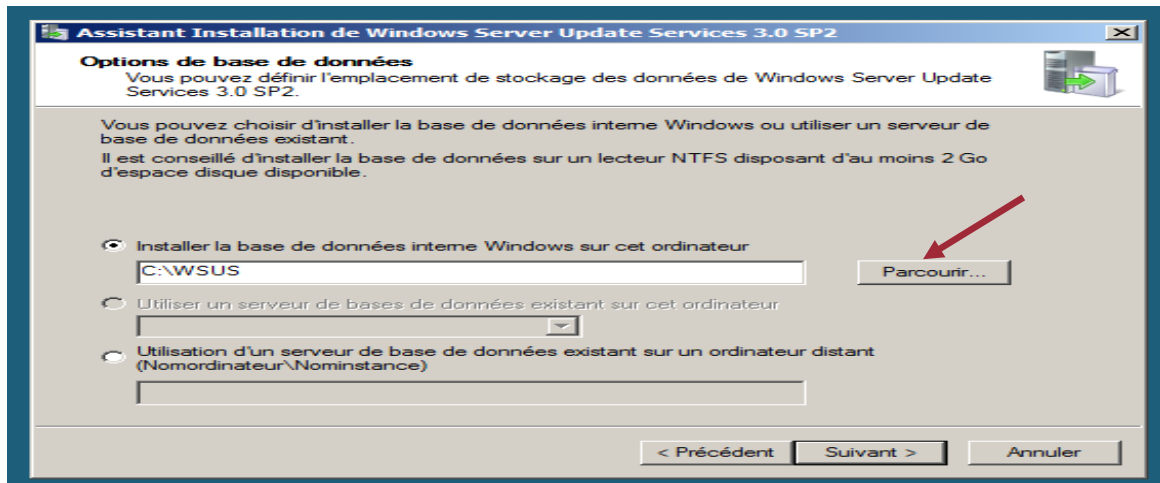 Assistant Installation de Windows Server Update Services 3.0 SP2
Options de base de données
Vous pouvez définir l'emplacement de stockage des données de Windows Server Update
Services 3.0 SP2.
Vous pouvez choisir d'installer la base de données interne Windows ou utiliser un serveur de
base de données existant.
Il est conseillé d'installer la base de données sur un lecteur NTFS disposant d'au moins 2 Go
d'espace disque disponible.
Installer la base de données interne Windows sur cet ordinateur
C:\WSUS
Parcourir...
Utiliser un serveur de bases de données existant sur cet ordinateur
Utilisation d'un serveur de base de données existant sur un ordinateur distant
(Nomordinateur\Nominstance)
< Précédent
Suivant >
Annuler